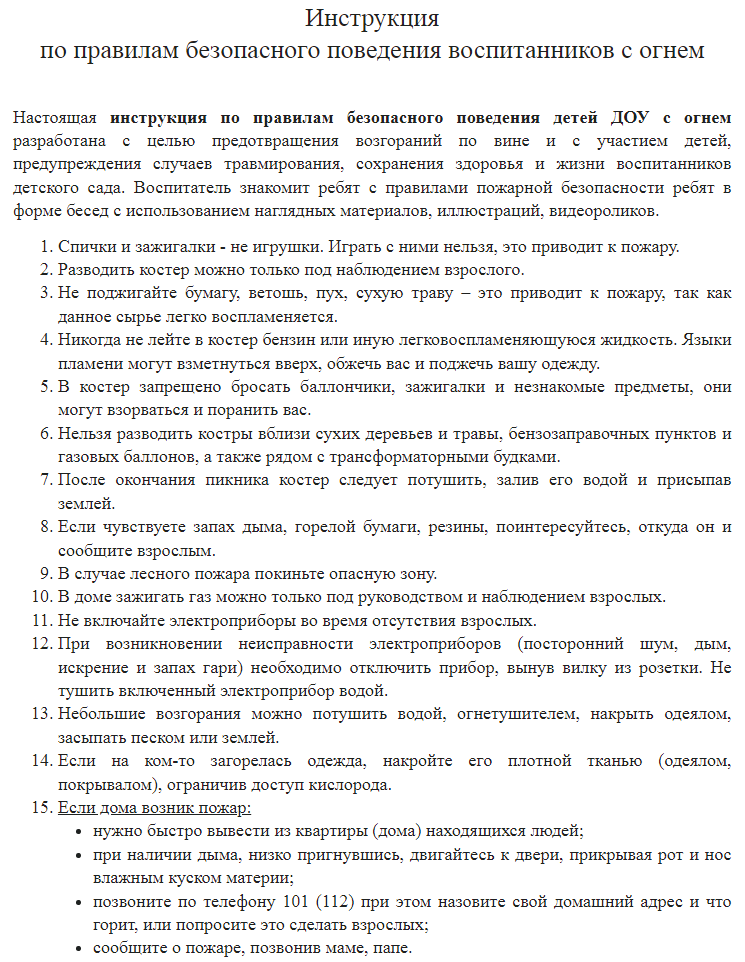 Инструкция
по правилам безопасного поведения воспитанников с огнем
Настоящая инструкция по правилам безопасного поведения детей ДОУ с огнем
разработана с целью предотвращения возгораний по вине и с участием детей,
предупреждения случаев травмирования, сохранения здоровья и жизни воспитанников
детского сада. Воспитатель знакомит ребят с правилами пожарной безопасности ребят в
форме бесед с использованием наглядных материалов, иллюстраций, видеороликов.
1. Спички и зажигалки - не игрушки. Играть с ними нельзя, это приводит к пожару.
2. Разводить костер можно только под наблюдением взрослого.
3. Не поджигайте бумагу, ветошь, пух, сухую траву – это приводит к пожару, так как
данное сырье легко воспламеняется.
4. Никогда не лейте в костер бензин или иную легковоспламеняющуюся жидкость. Языки
пламени могут взметнуться вверх, обжечь вас и поджечь вашу одежду.
5. В костер запрещено бросать баллончики, зажигалки и незнакомые предметы, они
могут взорваться и поранить вас.
6. Нельзя разводить костры вблизи сухих деревьев и травы, бензозаправочных пунктов и
газовых баллонов, а также рядом с трансформаторными будками.
7. После окончания пикника костер следует потушить, залив его водой и присыпав
землей.
8. Если чувствуете запах дыма, горелой бумаги, резины, поинтересуйтесь, откуда он и
сообщите взрослым.
9. В случае лесного пожара покиньте опасную зону.
10. В доме зажигать газ можно только под руководством и наблюдением взрослых.
11. Не включайте электроприборы во время отсутствия взрослых.
12. При возникновении неисправности электроприборов (посторонний шум, дым,
искрение и запах гари) необходимо отключить прибор, вынув вилку из розетки. Не
тушить включенный электроприбор водой.
13. Небольшие возгорания можно потушить водой, огнетушителем, накрыть одеялом,
засыпать песком или землей.
14. Если на ком-то загорелась одежда, накройте его плотной тканью (одеялом,
покрывалом), ограничив доступ кислорода.
15. Если дома возник пожар:
• нужно быстро вывести из квартиры (дома) находящихся людей;
• при наличии дыма, низко пригнувшись, двигайтесь к двери, прикрывая рот и нос
влажным куском материи;
• позвоните по телефону 101 (112) при этом назовите свой домашний адрес и что
горит, или попросите это сделать взрослых;
• сообщите о пожаре, позвонив маме, папе.